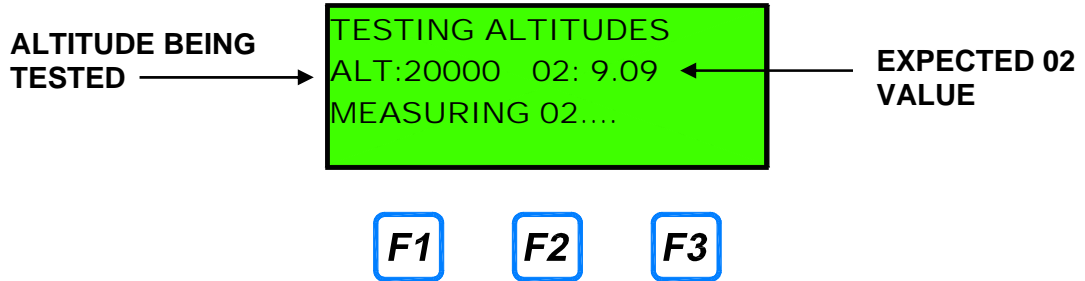 ALTITUDE BEING
TESTED
TESTING ALTITUDES
ALT:20000 02: 9.09
MEASURING 02....
EXPECTED 02
VALUE
F1 F2 F3